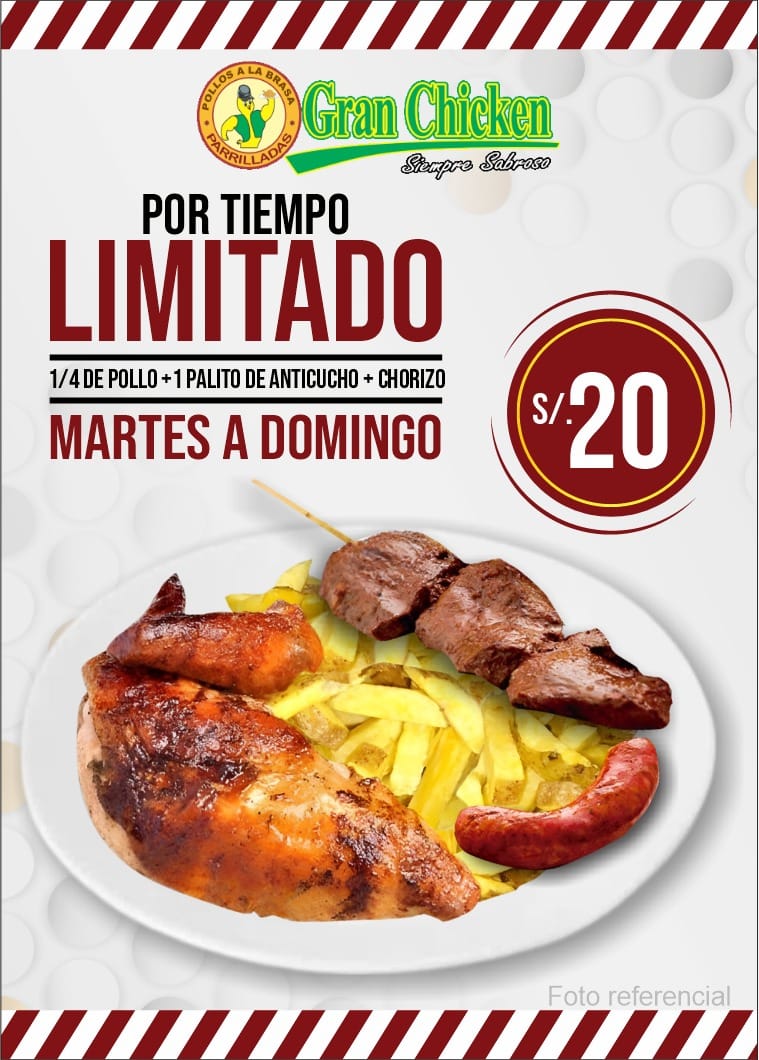 POLLOS A LA BRASA
PARRILLADAS
Gran Chicken
Siempre Sabroso
POR TIEMPO
LIMITADO
1/4 DE POLLO +1 PALITO DE ANTICUCHO + CHORIZO
MARTES A DOMINGO
S/.20
Foto referencial